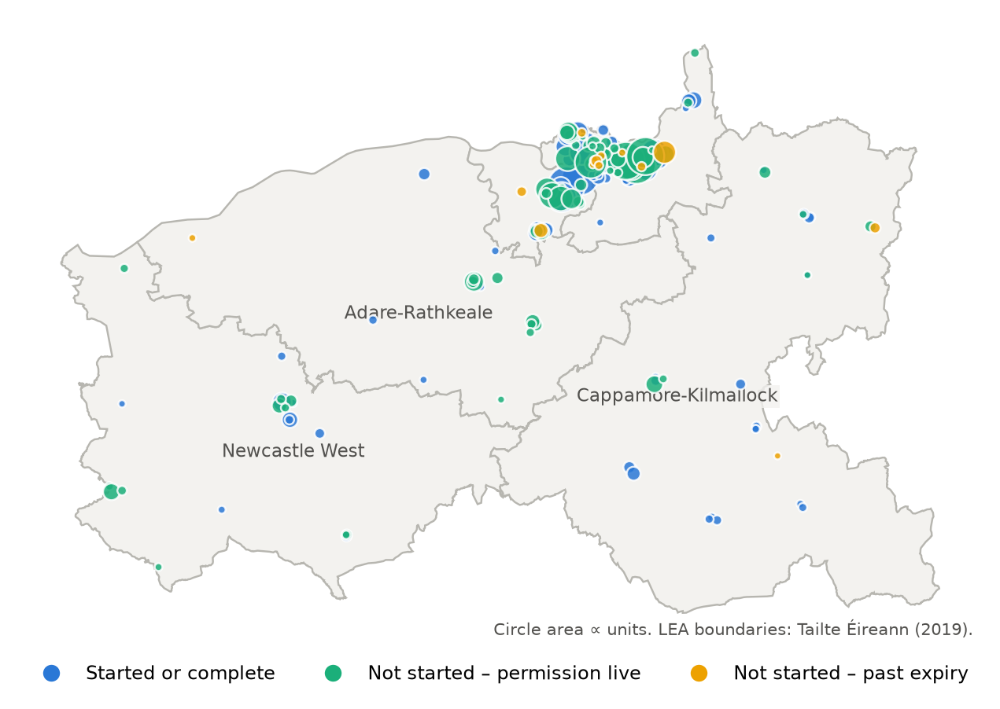 Adare-Rathkeale
Cappamore-Kilmallock
Newcastle West
Circle area ∝ units. LEA boundaries: Tailte Éireann (2019).
Started or complete
Not started – permission live
Not started – past expiry